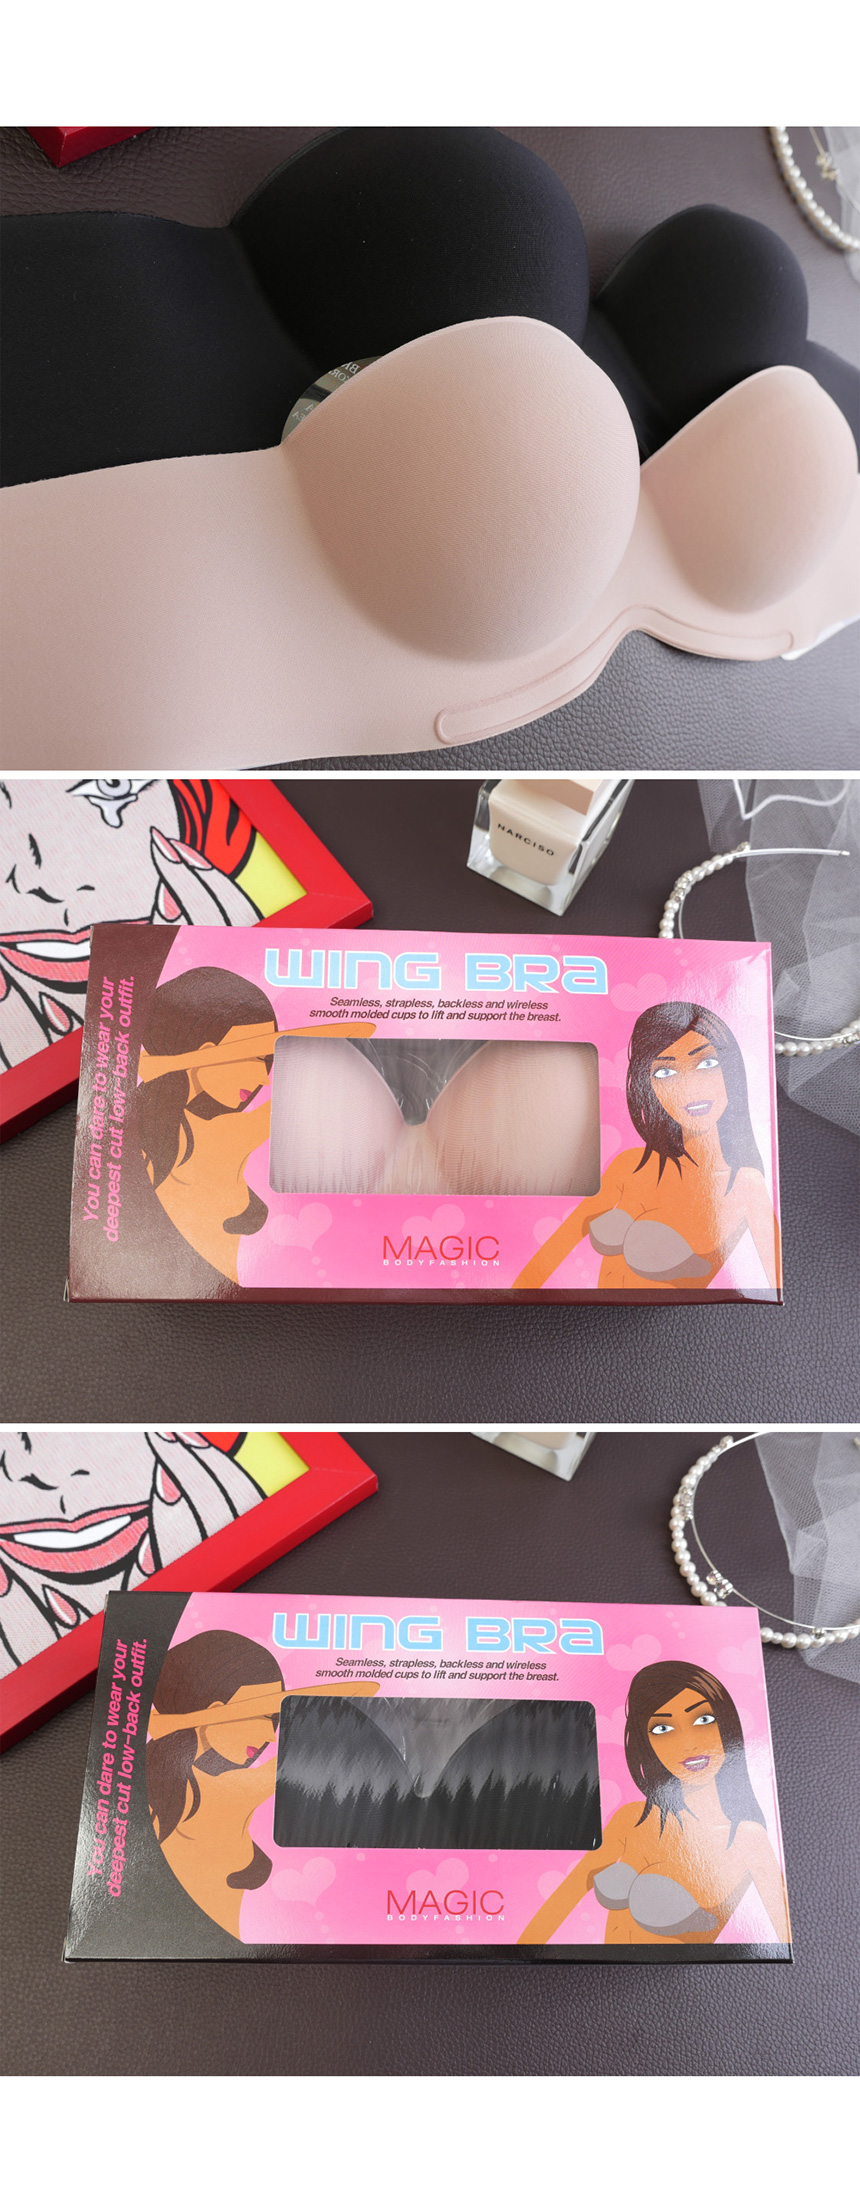 NARCISO
WING BRA
Seamless, strapless, backless and wireless
smooth molded cups to lift and support the breast.
You can dare to wear your
deepest cut low-back outfit.
MAGIC
BODYFASHION
WING BRA
Seamless, strapless, backless and wireless
smooth molded cups to lift and support the breast.
You can dare to wear your
deepest cut low-back outfit.
MAGIC
BODYFASHION